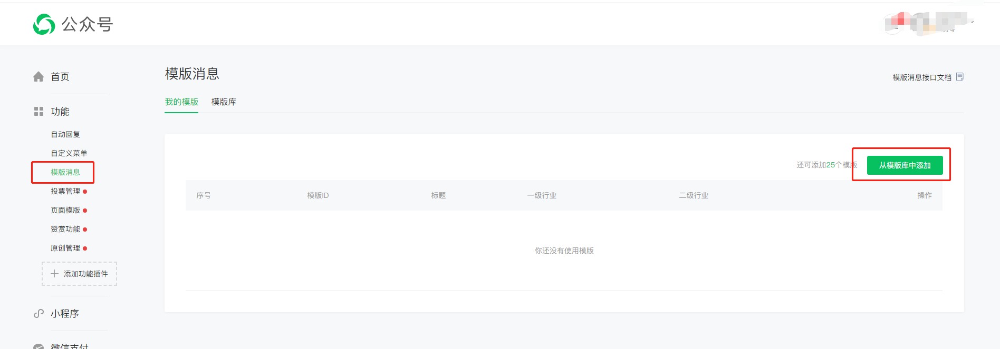 公众号
首页
功能
自动回复
自定义菜单
模版消息
投票管理
页面模版
赞赏功能
原创管理
添加功能插件
小程序
微信支付
模版消息
模版消息接口文档
我的模版 模版库
还可添加25个模版 从模版库中添加
序号 模版ID 标题 一级行业 二级行业 操作
你还没有使用模版